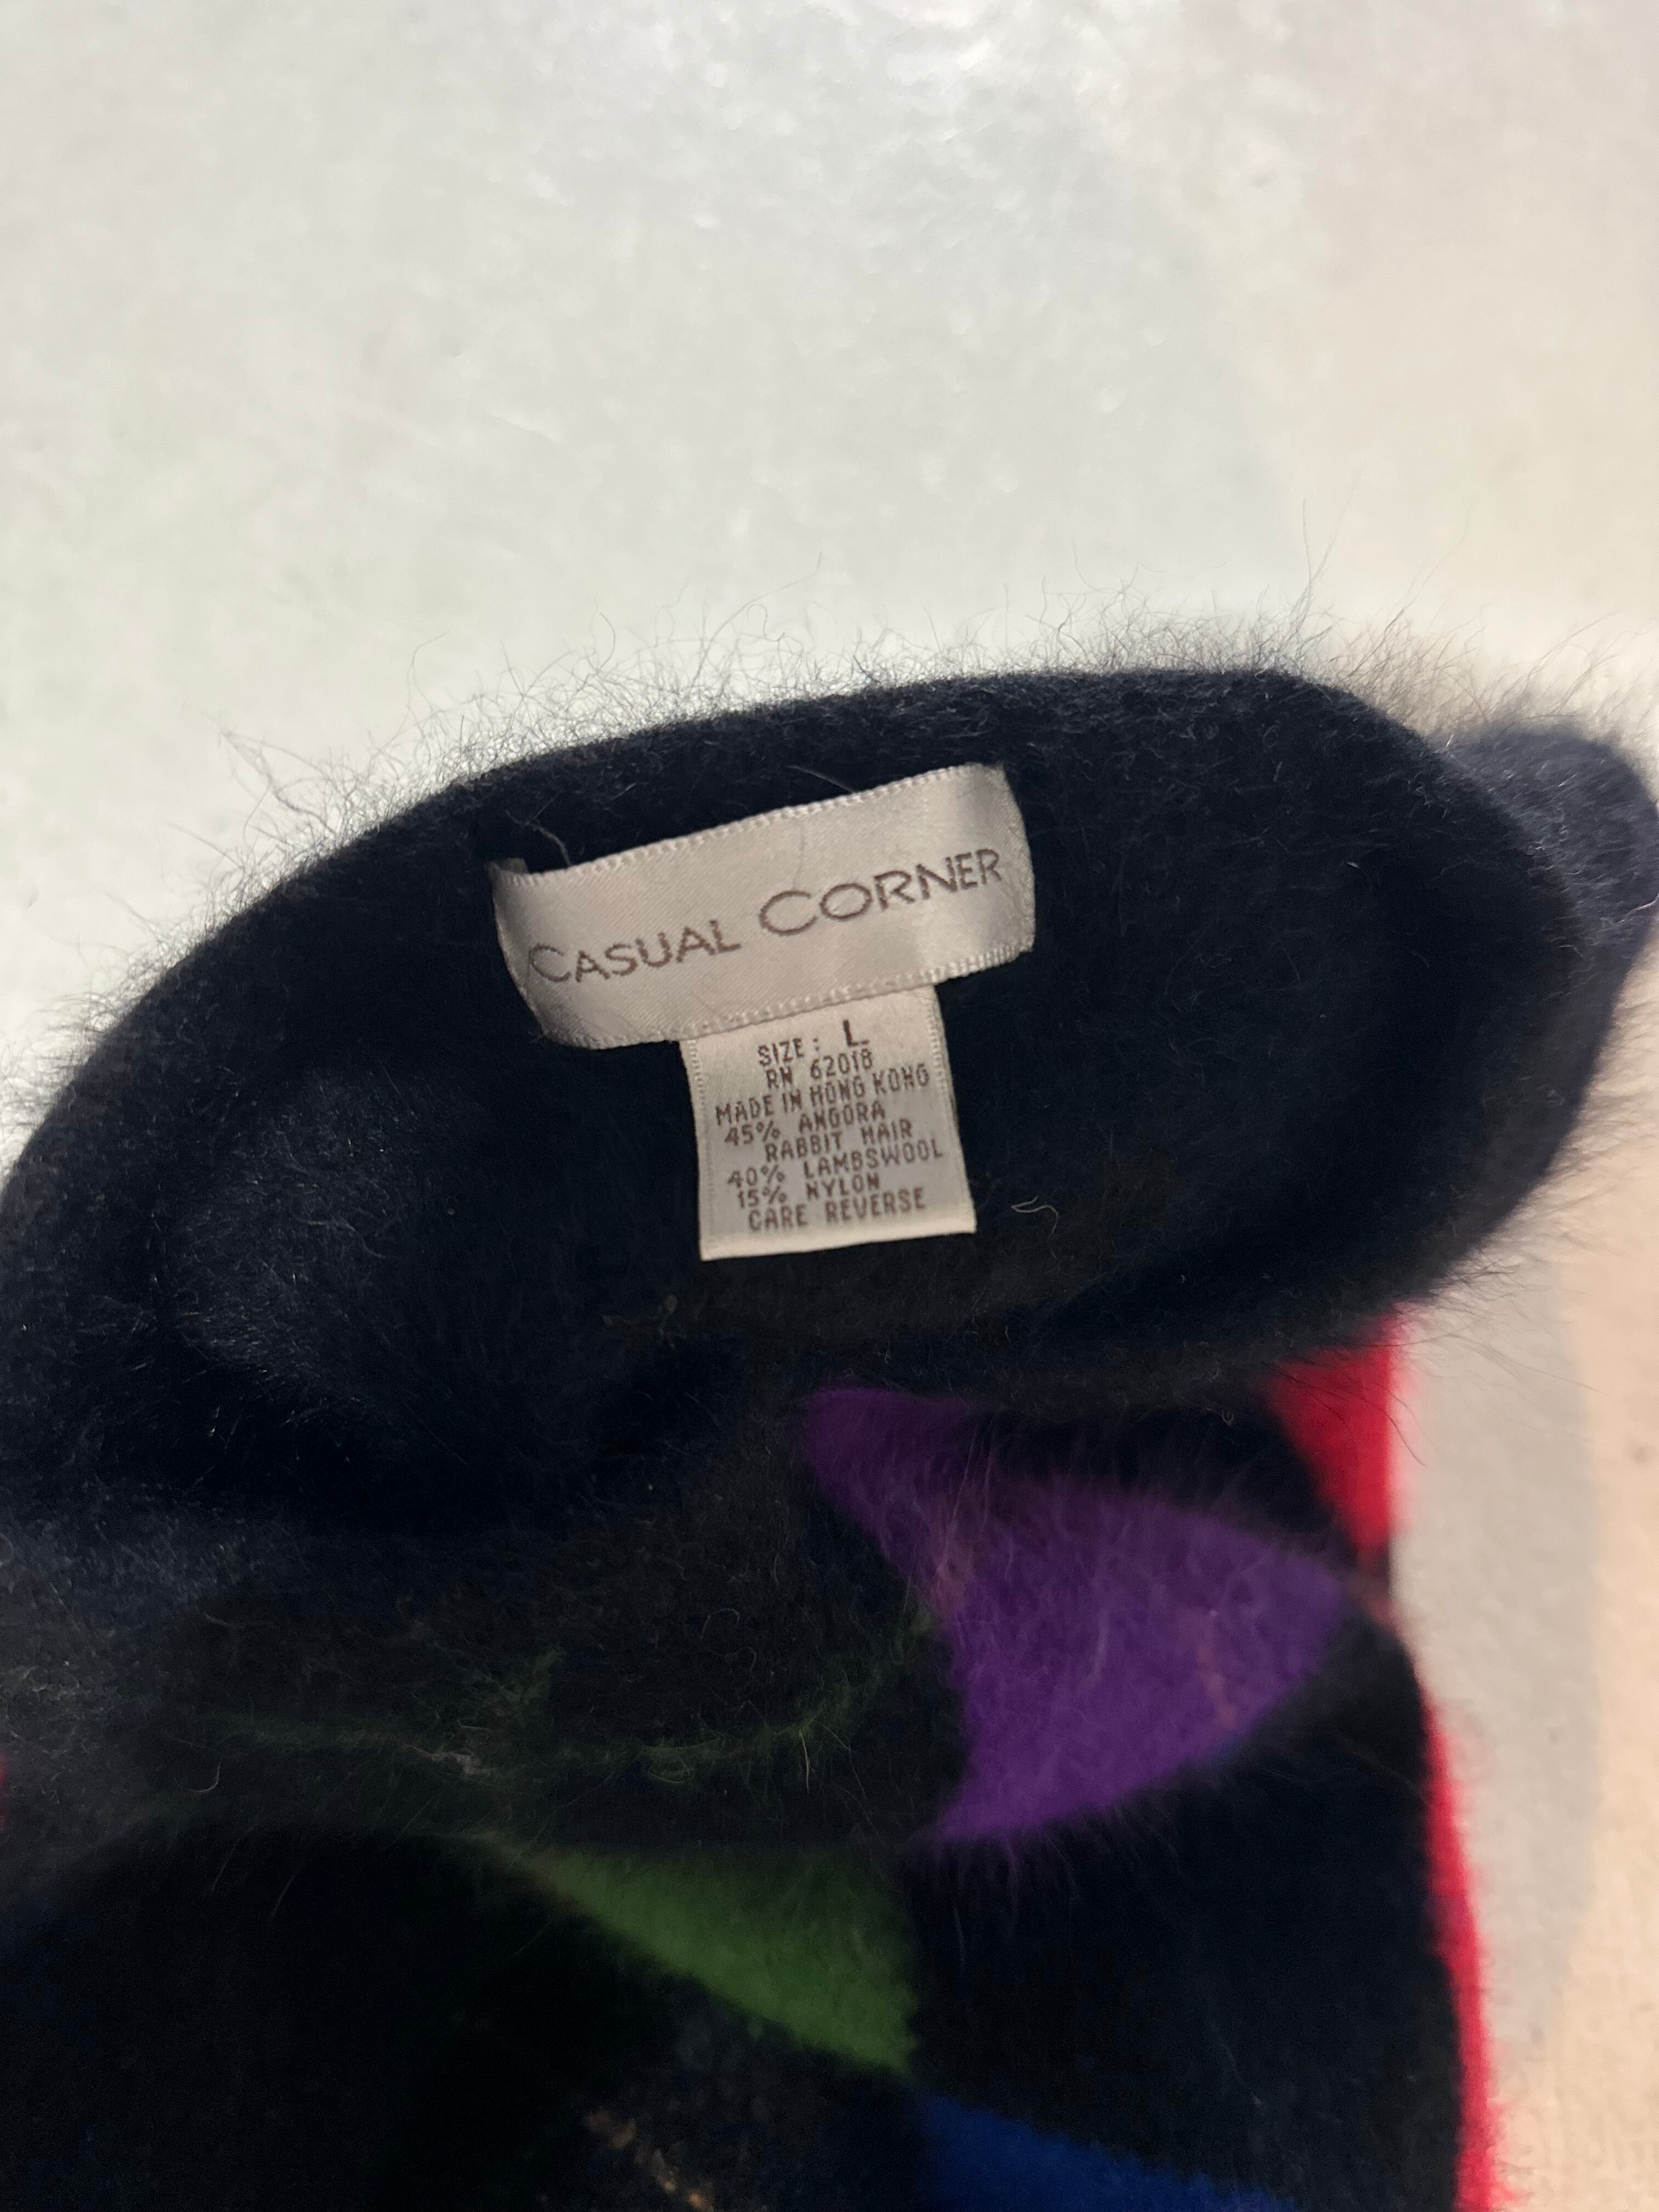 CASUAL CORNER
SIZE: L
RN 62018
MADE IN HONG KONG
45% ANGORA
RABBIT HAIR
40% LAMBSWOOL
15% NYLON
CARE REVERSE